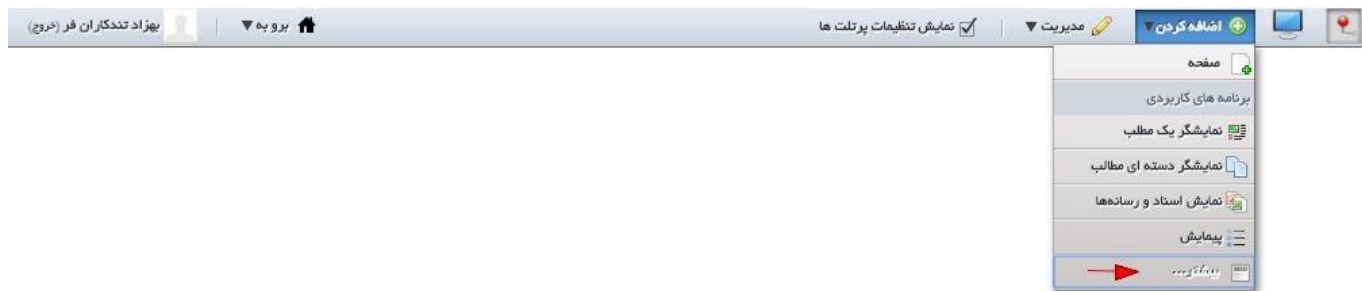 اضافه کردن ▼ مدیریت ▼ نمایش تنظیمات پرتلت ها برو به ▼ بهزاد تندکاران فر (خروج)
صفحه
برنامه های کاربردی
نمایشگر یک مطلب
نمایشگر دسته ای مطالب
نمایش اسناد و رسانه‌ها
پیمایش
بیشتر...